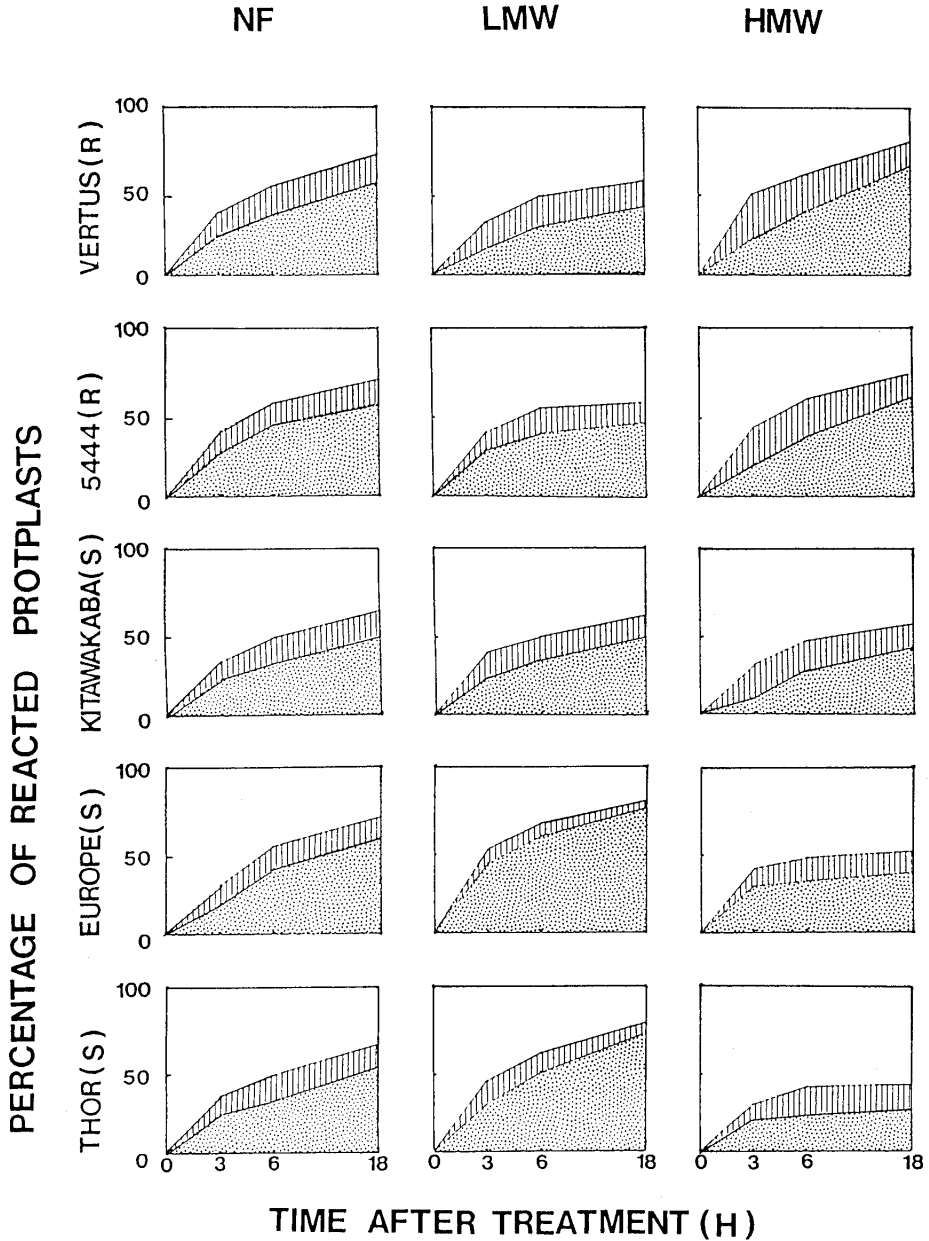 NF LMW HMW
PERCENTAGE OF REACTED PROTPLASTS
VERTUS(R)
100
50
0
5444(R)
100
50
0
KITAWAKABA(S)
100
50
0
EUROPE(S)
100
50
0
THOR(S)
100
50
0
0 3 6 18 0 3 6 18 0 3 6 18
TIME AFTER TREATMENT (H)